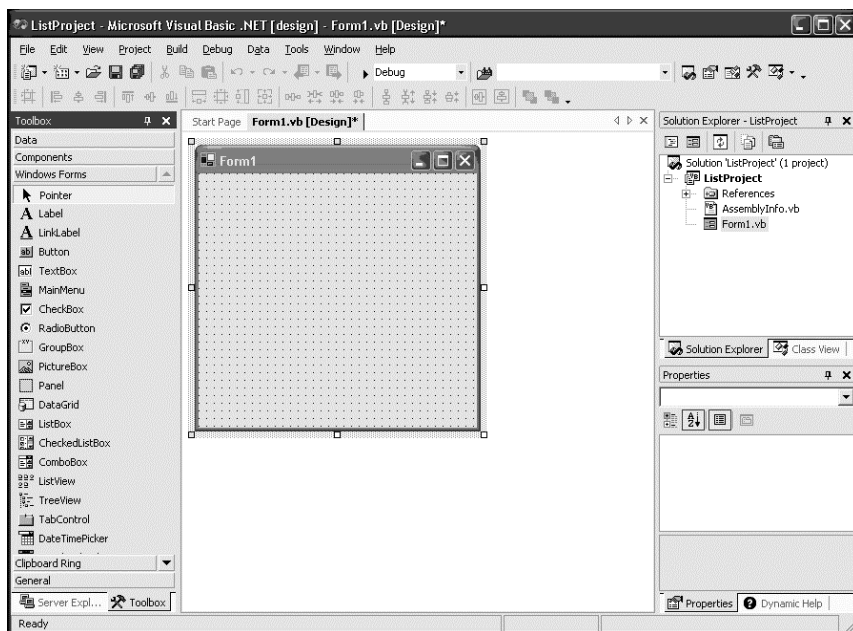 ListProject - Microsoft Visual Basic .NET [design] - Form1.vb [Design]*
File Edit View Project Build Debug Data Tools Window Help
Debug
Toolbox
Data
Components
Windows Forms
Pointer
A Label
A LinkLabel
ab Button
abl TextBox
MainMenu
CheckBox
RadioButton
GroupBox
PictureBox
Panel
DataGrid
ListBox
CheckedListBox
ComboBox
ListView
TreeView
TabControl
DateTimePicker
Clipboard Ring
General
Server Expl... Toolbox
Start Page Form1.vb [Design]*
Form1
Solution Explorer - ListProject
Solution 'ListProject' (1 project)
ListProject
References
AssemblyInfo.vb
Form1.vb
Solution Explorer Class View
Properties
Properties Dynamic Help
Ready